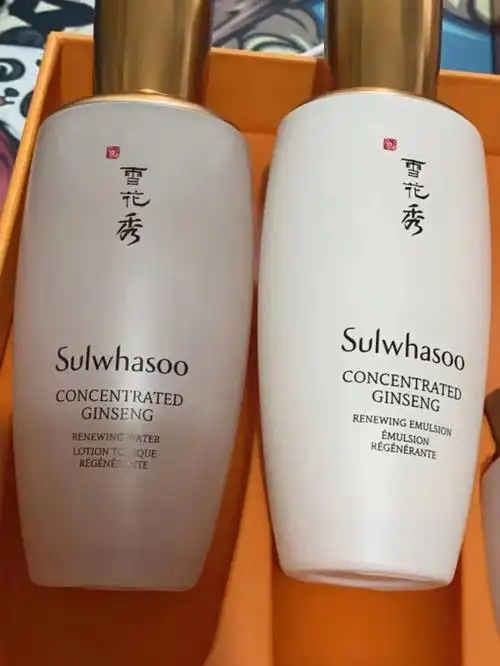 雪花秀
Sulwhasoo
CONCENTRATED
GINSENG
RENEWING WATER
LOTION TONIQUE
RÉGÉNÉRANTE
雪花秀
Sulwhasoo
CONCENTRATED
GINSENG
RENEWING EMULSION
ÉMULSION
RÉGÉNÉRANTE